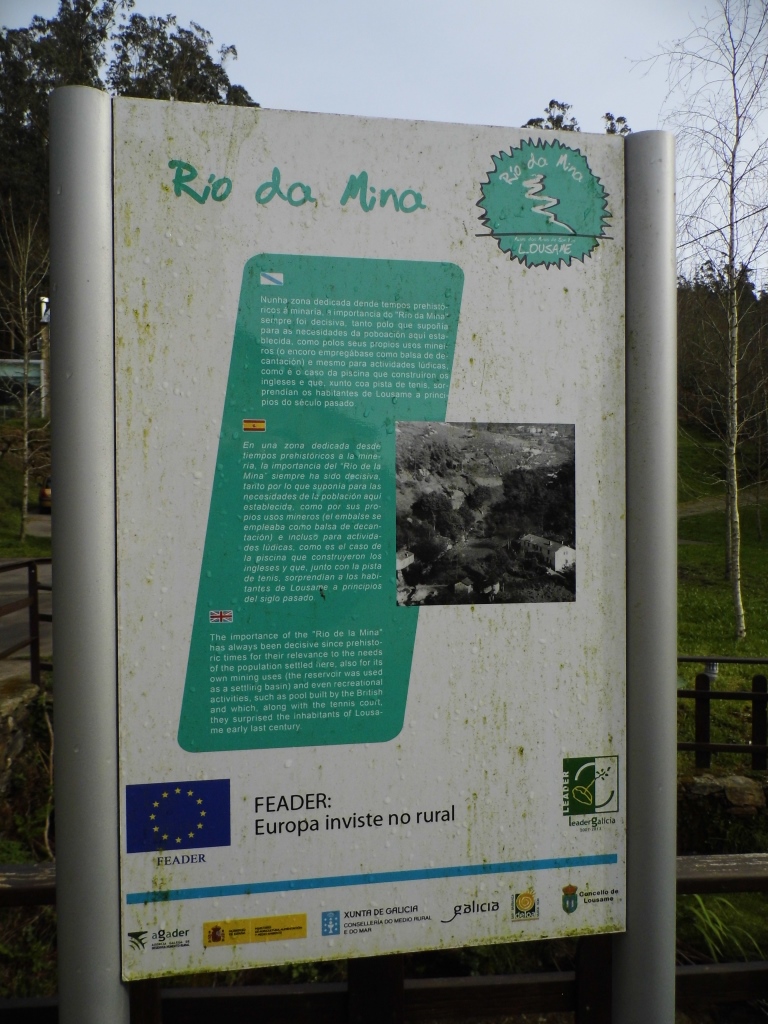 Río da Mina
Río da Mina
LOUSAME
Nunha zona dedicada dende tempos prehistó-
ricos á minaría, a importancia do "Río da Mina"
sempre foi decisiva, tanto polo que supoñía
para as necesidades da poboación aquí esta-
blecida, como polos seus propios usos minei-
ros (o encoro empregábase como balsa de de-
cantación) e mesmo para actividades lúdicas,
como é o caso da piscina que construíron os
ingleses e que, xunto coa pista de tenis, sor-
prendían os habitantes de Lousame a princi-
pios do século pasado.
En una zona dedicada desde
tiempos prehistóricos a la mine-
ría, la importancia del "Río de la
Mina" siempre ha sido decisiva,
tanto por lo que suponía para las
necesidades de la población aquí
establecida, como por sus pro-
pios usos mineros (el embalse se
empleaba como balsa de decan-
tación) e incluso para activida-
des lúdicas, como es el caso de
la piscina que construyeron los
ingleses y que, junto con la pista
de tenis, sorprendían a los habi-
tantes de Lousame a principios
del siglo pasado.
The importance of the "Rio de la Mina"
has always been decisive since prehisto-
ric times for their relevance to the needs
of the population settled here, also for its
own mining uses (the reservoir was used
as a settling basin) and even recreational
activities, such as pool built by the British
and which, along with the tennis court,
they surprised the inhabitants of Lousa-
me early last century.
FEADER
FEADER:
Europa inviste no rural
LEADER
leadergalicia
agader
XUNTA DE GALICIA
CONSELLERÍA DO MEDIO RURAL
E DO MAR
galicia
Concello de
Lousame